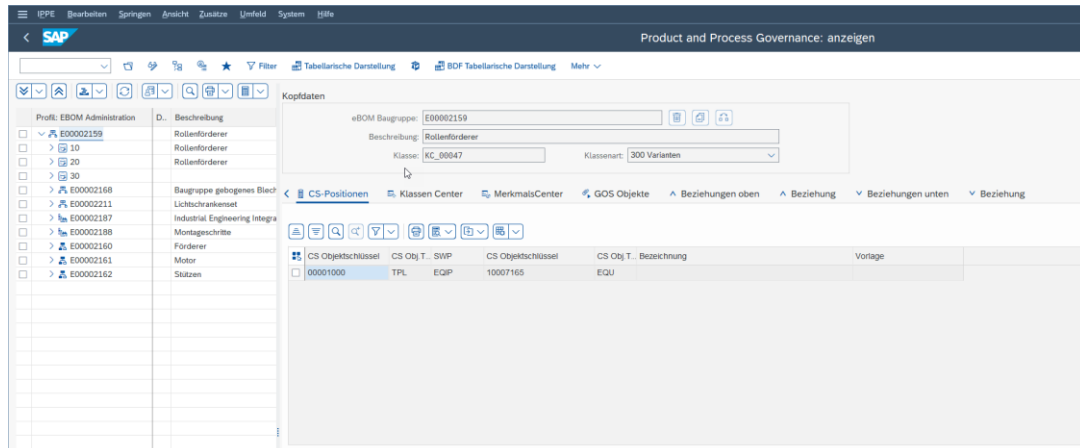 IPPE Bearbeiten Springen Ansicht Zusätze Umfeld System Hilfe
SAP Product and Process Governance: anzeigen
Filter Tabellarische Darstellung BDF Tabellarische Darstellung Mehr
Kopfdaten
eBOM Baugruppe: E00002159
Beschreibung: Rollenförderer
Klasse: KC_00047 Klassenart: 300 Varianten
Profil: EBOM Administration D.. Beschreibung
E00002159 Rollenförderer
10 Rollenförderer
20 Rollenförderer
30
E00002168 Baugruppe gebogenes Blech
E00002211 Lichtschrankenset
E00002187 Industrial Engineering Integra
E00002188 Montageschritte
E00002160 Förderer
E00002161 Motor
E00002162 Stützen
CS-Positionen Klassen Center MerkmalsCenter GOS Objekte Beziehungen oben Beziehung Beziehungen unten Beziehung
CS Objektschlüssel CS Obj.T... SWP CS Objektschlüssel CS Obj.T... Bezeichnung Vorlage
00001000 TPL EQIP 10007165 EQU